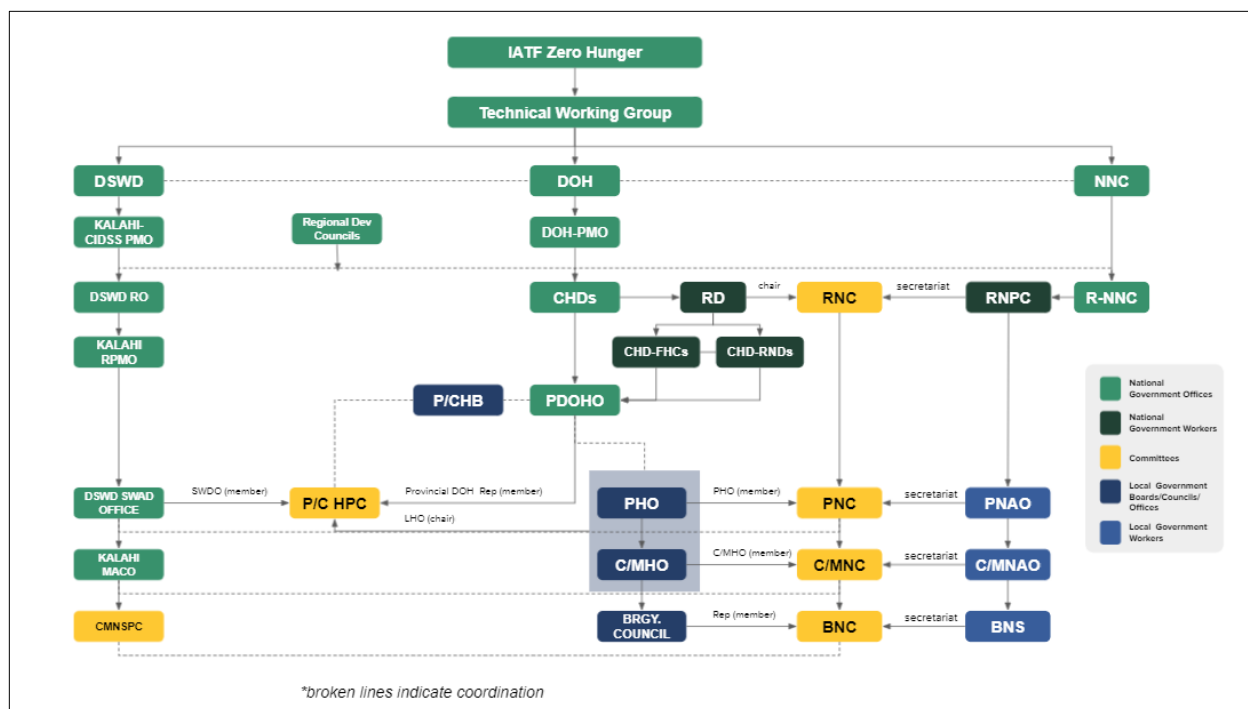 IATF Zero Hunger
Technical Working Group
DSWD
DOH
NNC
KALAHI-
CIDSS PMO
Regional Dev
Councils
DOH-PMO
DSWD RO
CHDs
RD
chair
RNC
secretariat
RNPC
R-NNC
KALAHI
RPMO
CHD-FHCs
CHD-RNDs
P/CHB
PDOHO
National
Government Offices
National
Government Workers
Committees
Local Government
Boards/Councils/
Offices
Local Government
Workers
DSWD SWAD
OFFICE
SWDO (member)
P/C HPC
Provincial DOH Rep (member)
LHO (chair)
PHO
PHO (member)
PNC
secretariat
PNAO
KALAHI
MACO
C/MHO
C/MHO (member)
C/MNC
secretariat
C/MNAO
CMNSPC
BRGY.
COUNCIL
Rep (member)
BNC
secretariat
BNS
*broken lines indicate coordination